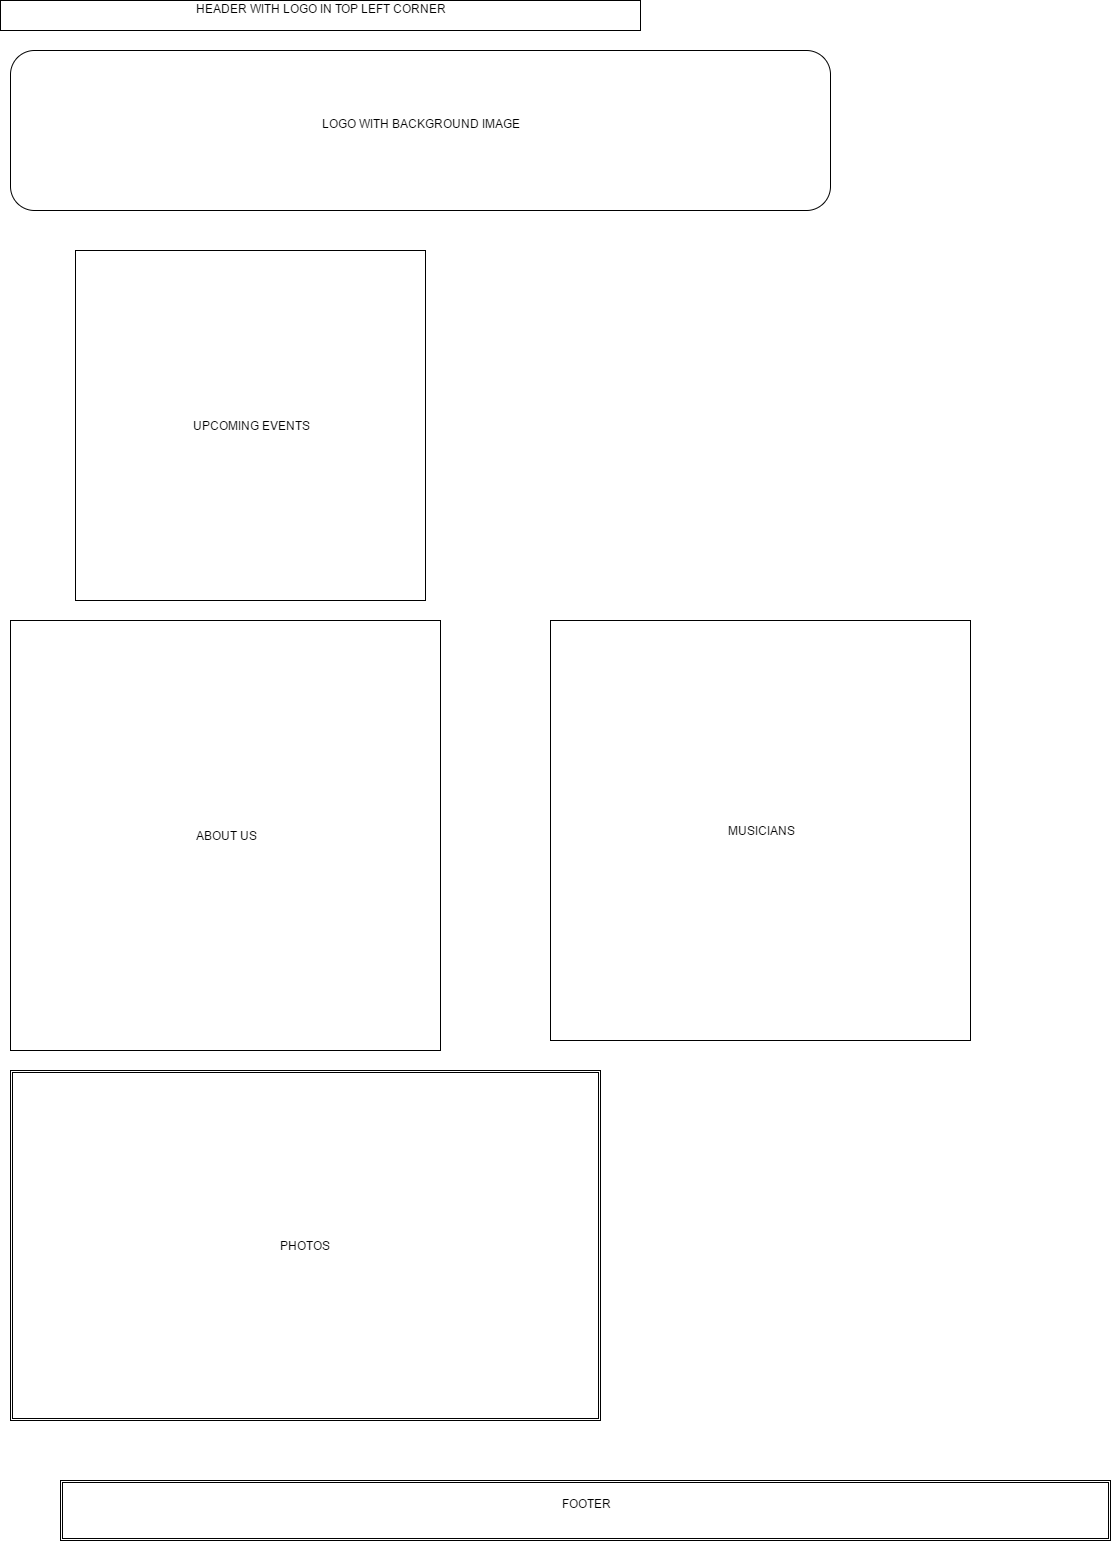 HEADER WITH LOGO IN TOP LEFT CORNER
LOGO WITH BACKGROUND IMAGE
UPCOMING EVENTS
ABOUT US
MUSICIANS
PHOTOS
FOOTER